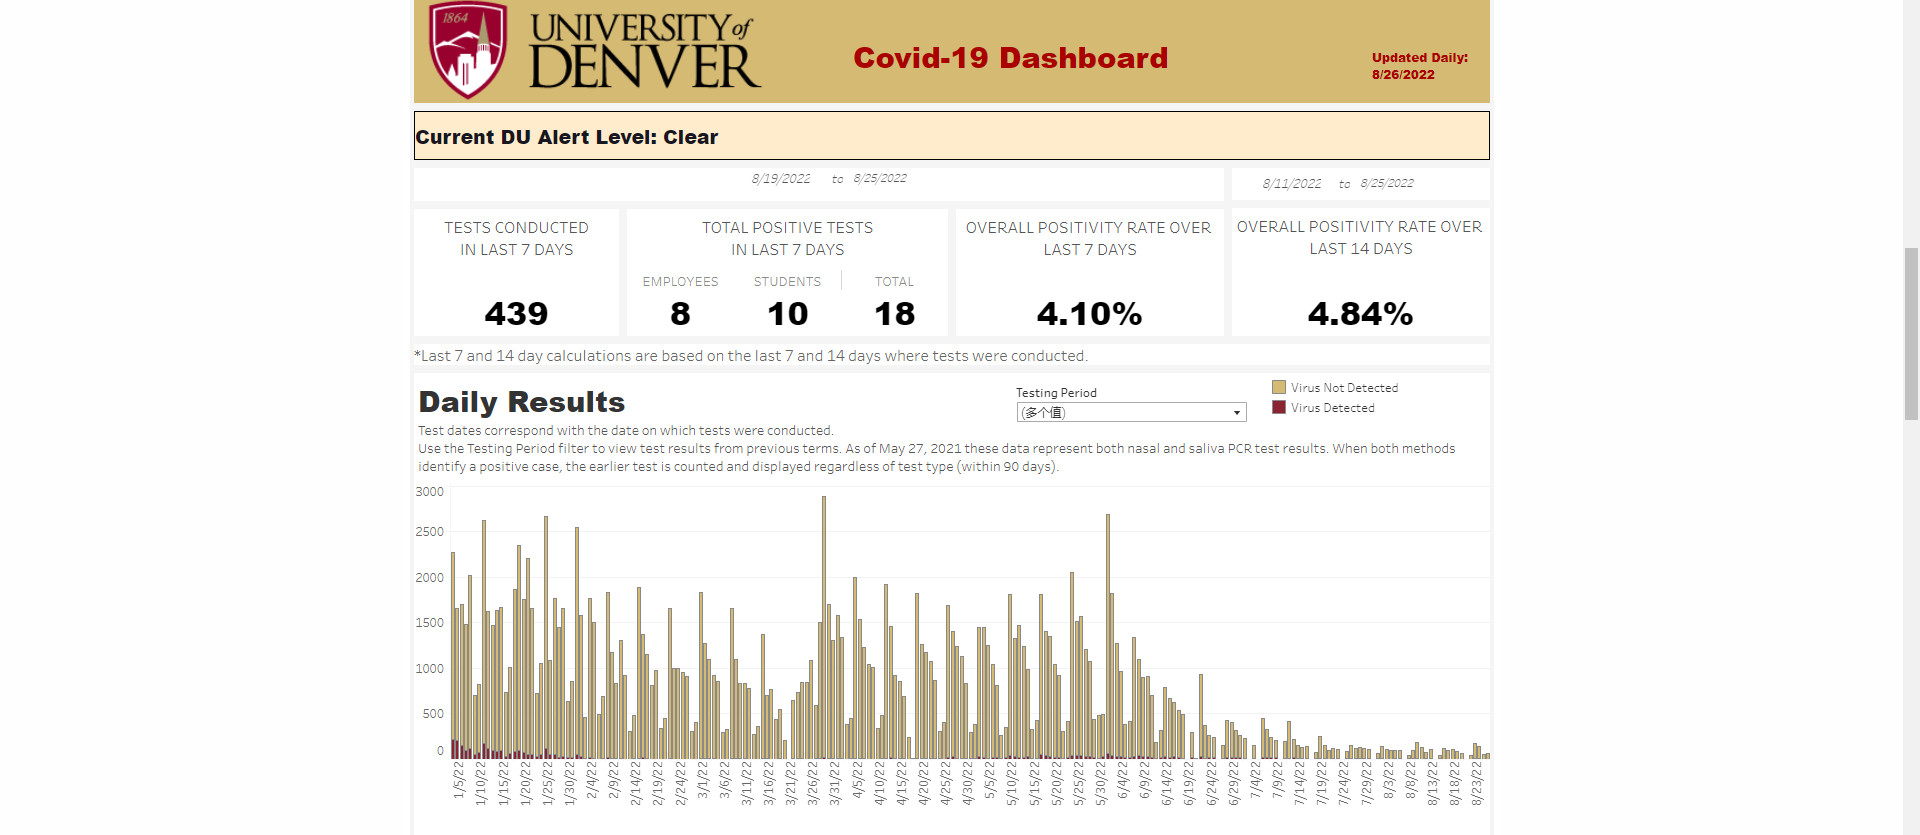 1864
UNIVERSITY of
DENVER
Covid-19 Dashboard
Updated Daily:
8/26/2022
Current DU Alert Level: Clear
8/19/2022 to 8/25/2022
8/11/2022 to 8/25/2022
TESTS CONDUCTED
IN LAST 7 DAYS
439
TOTAL POSITIVE TESTS
IN LAST 7 DAYS
EMPLOYEES STUDENTS TOTAL
8 10 18
OVERALL POSITIVITY RATE OVER
LAST 7 DAYS
4.10%
OVERALL POSITIVITY RATE OVER
LAST 14 DAYS
4.84%
*Last 7 and 14 day calculations are based on the last 7 and 14 days where tests were conducted.
Daily Results
Testing Period
(多个值)
Virus Not Detected
Virus Detected
Test dates correspond with the date on which tests were conducted.
Use the Testing Period filter to view test results from previous terms. As of May 27, 2021 these data represent both nasal and saliva PCR test results. When both methods
identify a positive case, the earlier test is counted and displayed regardless of test type (within 90 days).
3000
2500
2000
1500
1000
500
0
1/5/22
1/10/22
1/15/22
1/20/22
1/25/22
1/30/22
2/4/22
2/9/22
2/14/22
2/19/22
2/24/22
3/1/22
3/6/22
3/11/22
3/16/22
3/21/22
3/26/22
3/31/22
4/5/22
4/10/22
4/15/22
4/20/22
4/25/22
4/30/22
5/5/22
5/10/22
5/15/22
5/20/22
5/25/22
5/30/22
6/4/22
6/9/22
6/14/22
6/19/22
6/24/22
6/29/22
7/4/22
7/9/22
7/14/22
7/19/22
7/24/22
7/29/22
8/3/22
8/8/22
8/13/22
8/18/22
8/23/22